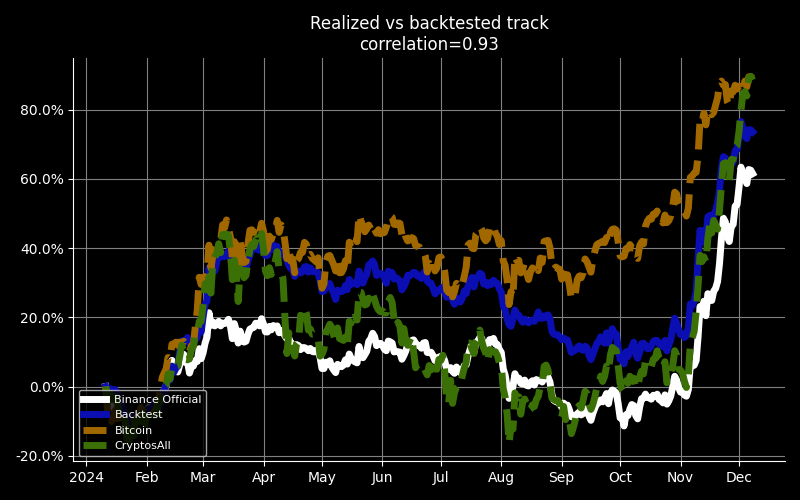 Realized vs backtested track
correlation=0.93
80.0%
60.0%
40.0%
20.0%
0.0%
-20.0%
Binance Official
Backtest
Bitcoin
CryptosAll
2024 Feb Mar Apr May Jun Jul Aug Sep Oct Nov Dec